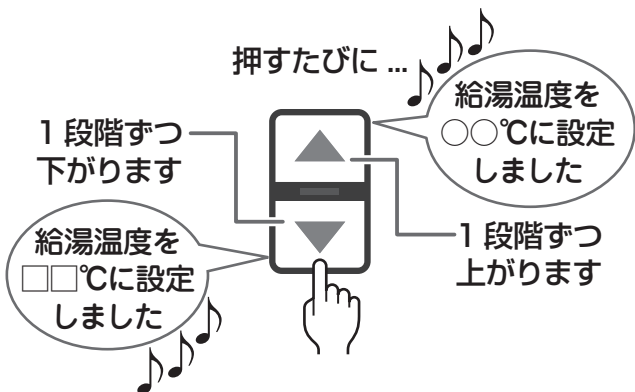 押すたびに ...
給湯温度を
○○℃に設定
しました
1 段階ずつ
下がります
1 段階ずつ
上がります
給湯温度を
□□℃に設定
しました